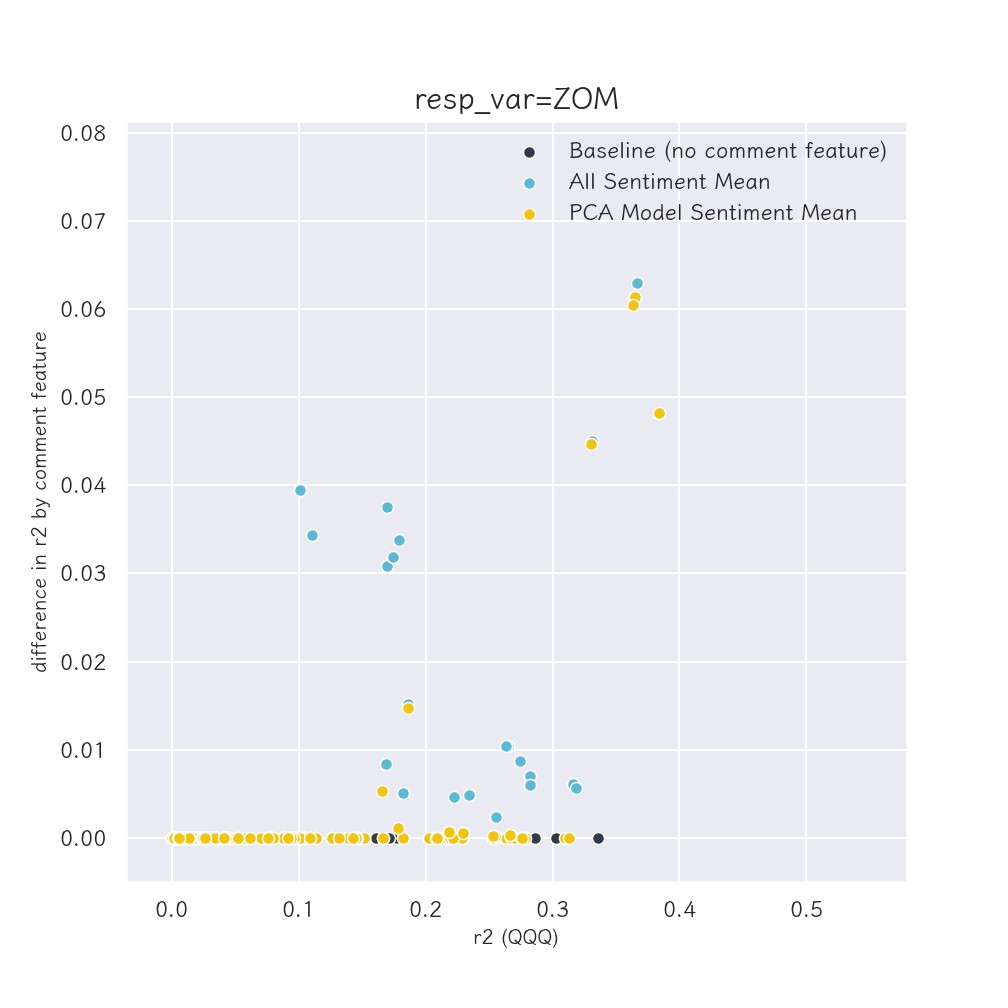 resp_var=ZOM
Baseline (no comment feature)
All Sentiment Mean
PCA Model Sentiment Mean
difference in r2 by comment feature
0.08
0.07
0.06
0.05
0.04
0.03
0.02
0.01
0.00
0.0 0.1 0.2 0.3 0.4 0.5
r2 (QQQ)